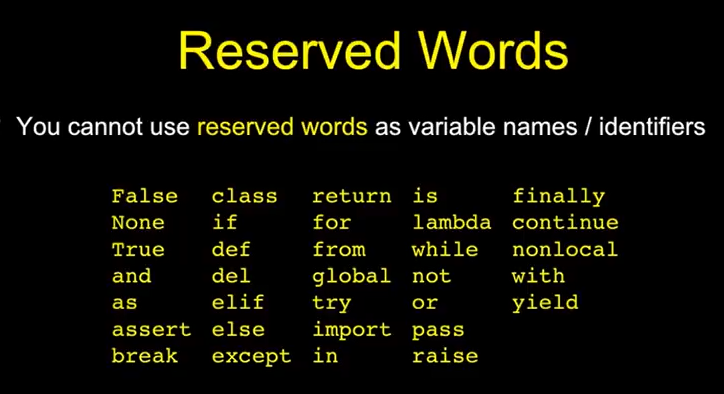 Reserved Words
You cannot use reserved words as variable names / identifiers
False class return is finally
None if for lambda continue
True def from while nonlocal
and del global not with
as elif try or yield
assert else import pass
break except in raise